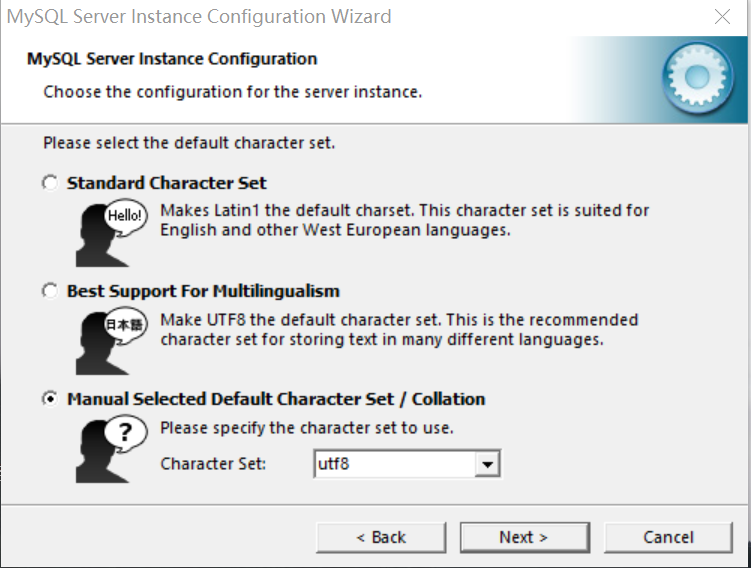 MySQL Server Instance Configuration Wizard
MySQL Server Instance Configuration
Choose the configuration for the server instance.
Please select the default character set.
Standard Character Set
Hello!
Makes Latin1 the default charset. This character set is suited for
English and other West European languages.
Best Support For Multilingualism
日本語
Make UTF8 the default character set. This is the recommended
character set for storing text in many different languages.
Manual Selected Default Character Set / Collation
?
Please specify the character set to use.
Character Set: utf8
< Back Next > Cancel